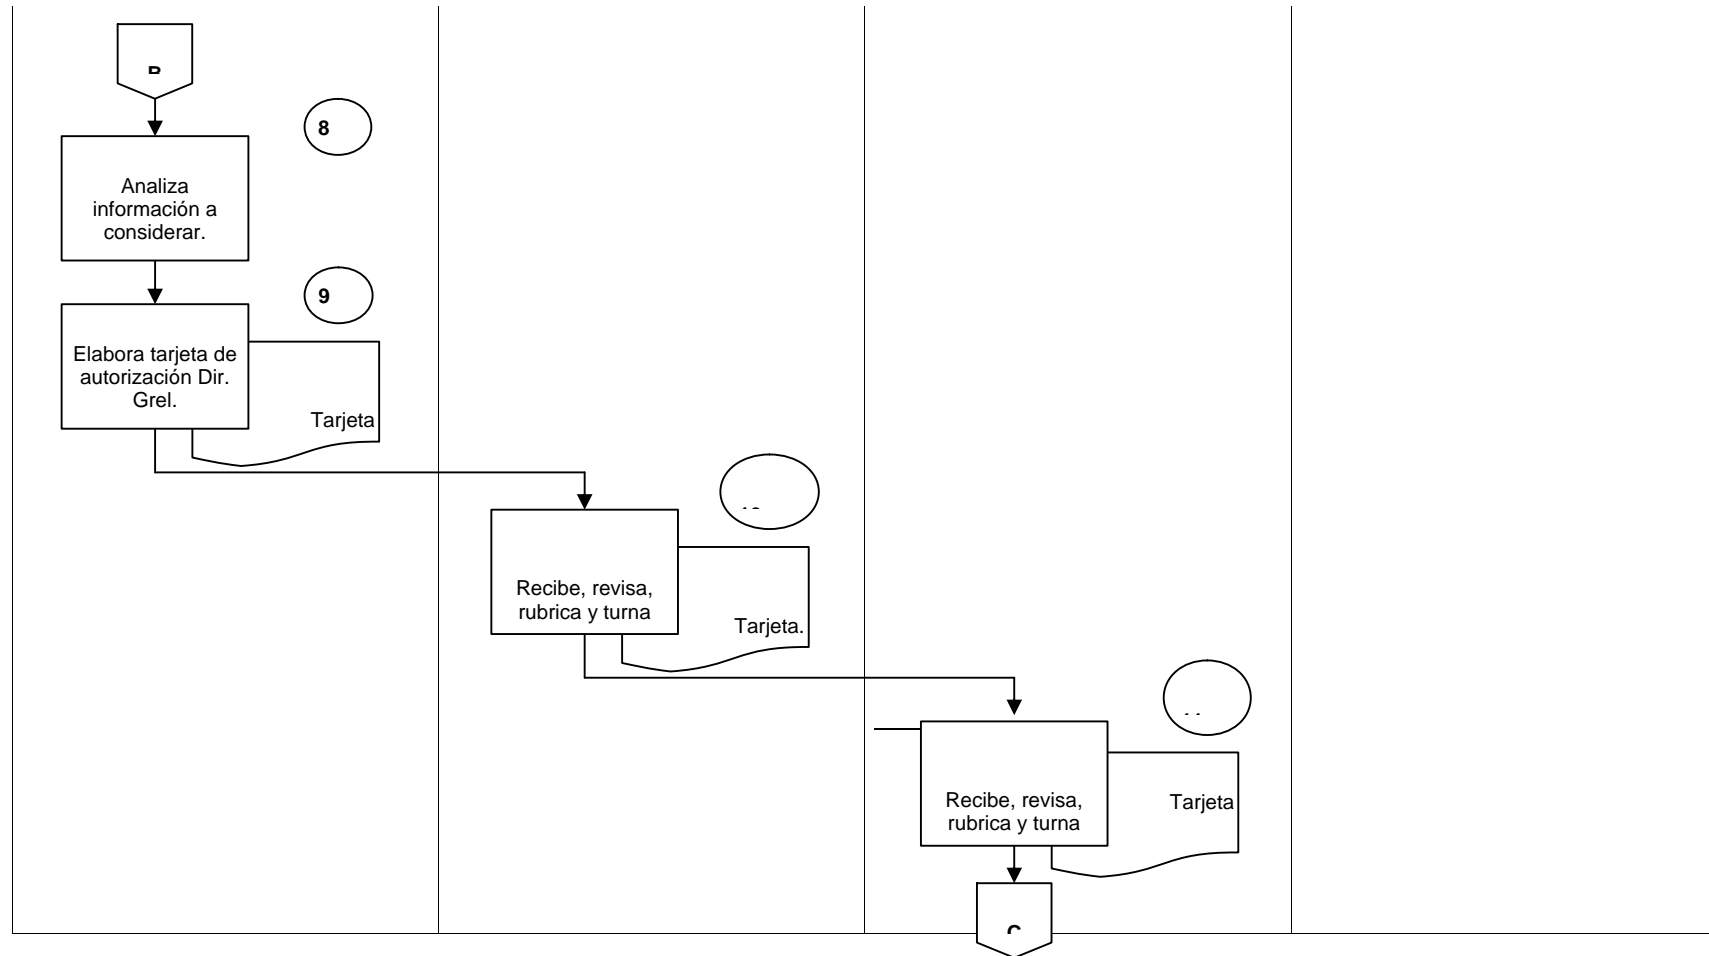 8
Analiza
información a
considerar.
9
Elabora tarjeta de
autorización Dir.
Grel.
Tarjeta
Recibe, revisa,
rubrica y turna
Tarjeta.
Recibe, revisa,
rubrica y turna
Tarjeta